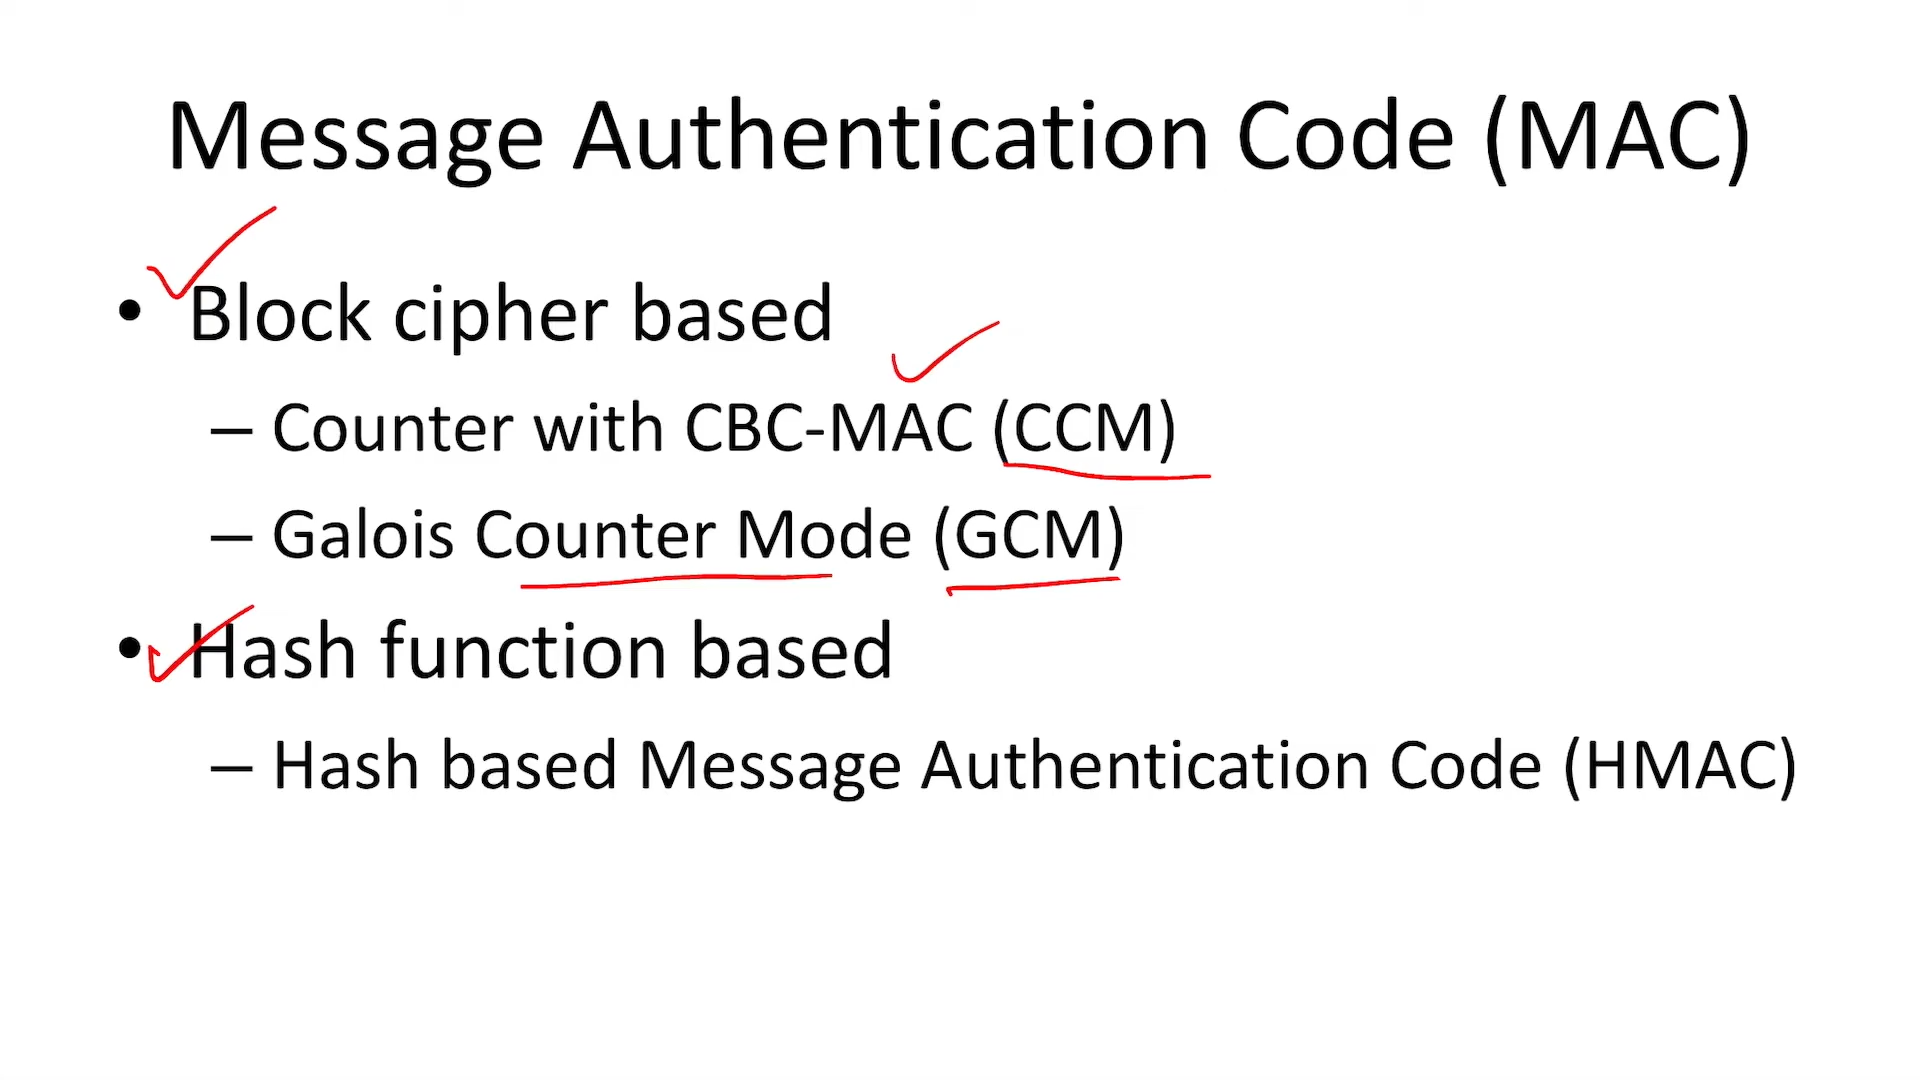 Message Authentication Code (MAC)
• Block cipher based
– Counter with CBC-MAC (CCM)
– Galois Counter Mode (GCM)
• Hash function based
– Hash based Message Authentication Code (HMAC)